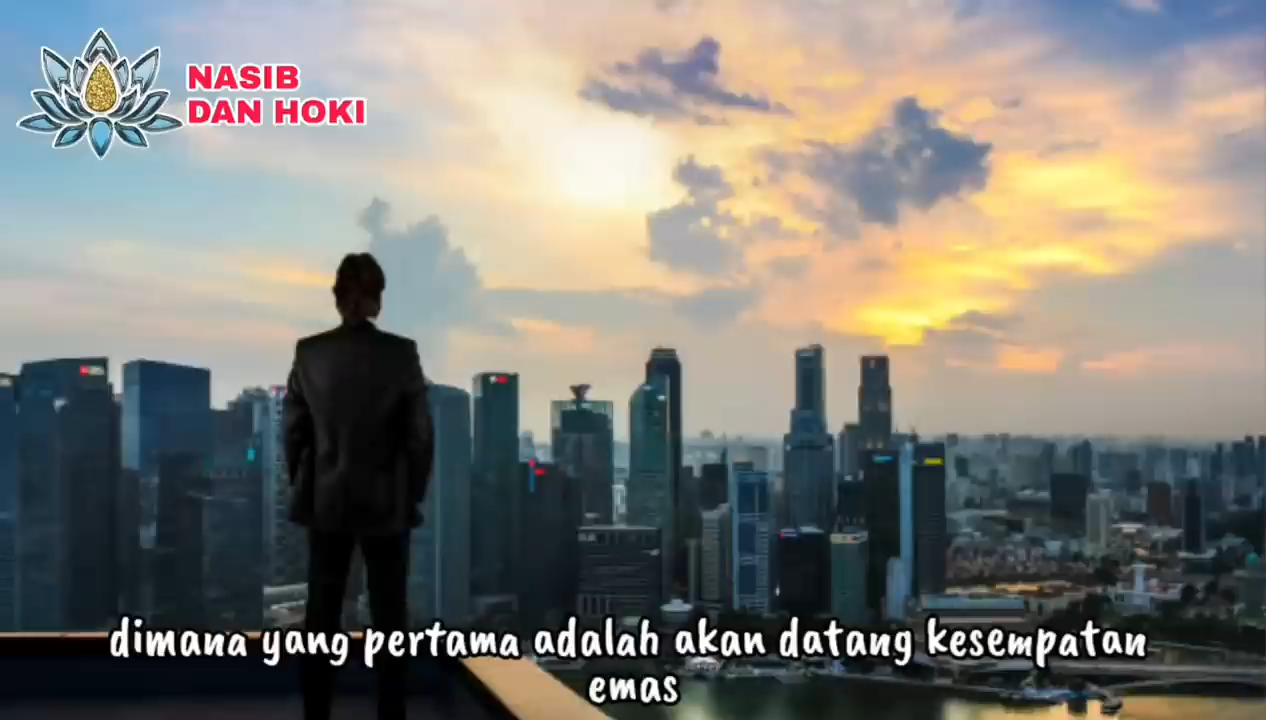 NASIB
DAN HOKI
dimana yang pertama adalah akan datang kesempatan
emas